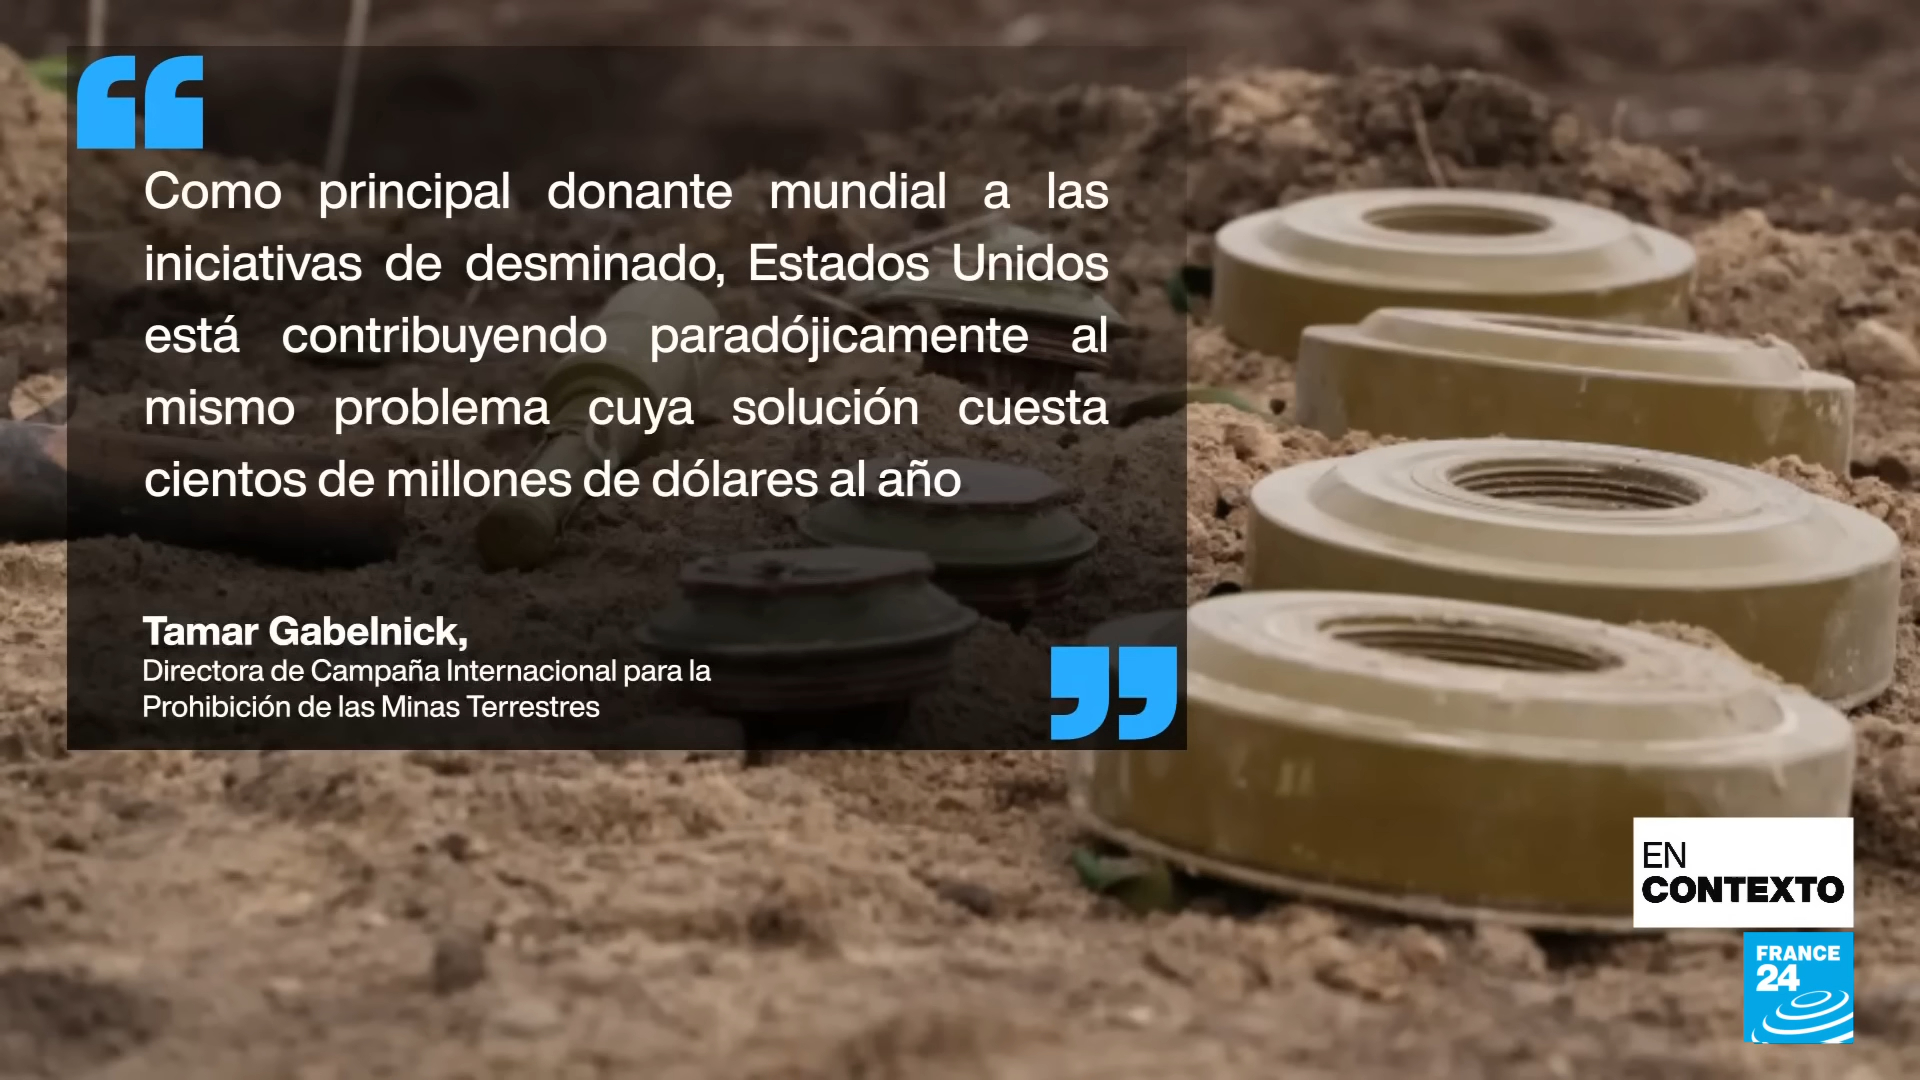 Como principal donante mundial a las
iniciativas de desminado, Estados Unidos
está contribuyendo paradójicamente al
mismo problema cuya solución cuesta
cientos de millones de dólares al año
Tamar Gabelnick,
Directora de Campaña Internacional para la
Prohibición de las Minas Terrestres
EN
CONTEXTO
FRANCE
24